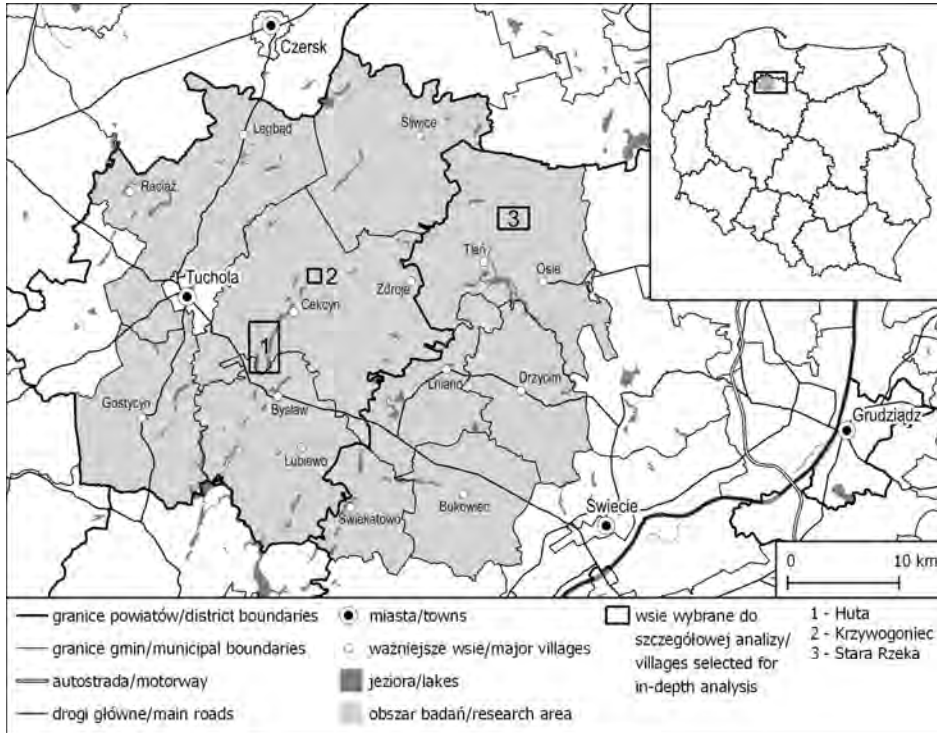 Czersk
Legbąd
Śliwice
Raciąż
3
Tleń
Tuchola
2
Zdroje
Osie
Cekcyn
1
Lniano
Drzycim
Gostycyn
Bysław
Grudziądz
Lubiewo
Bukowiec
Świekatowo
Świecie
0 10 km
granice powiatów/district boundaries
granice gmin/municipal boundaries
autostrada/motorway
drogi główne/main roads
miasta/towns
ważniejsze wsie/major villages
jeziora/lakes
obszar badań/research area
wsie wybrane do
szczegółowej analizy/
villages selected for
in-depth analysis
1 - Huta
2 - Krzywogoniec
3 - Stara Rzeka